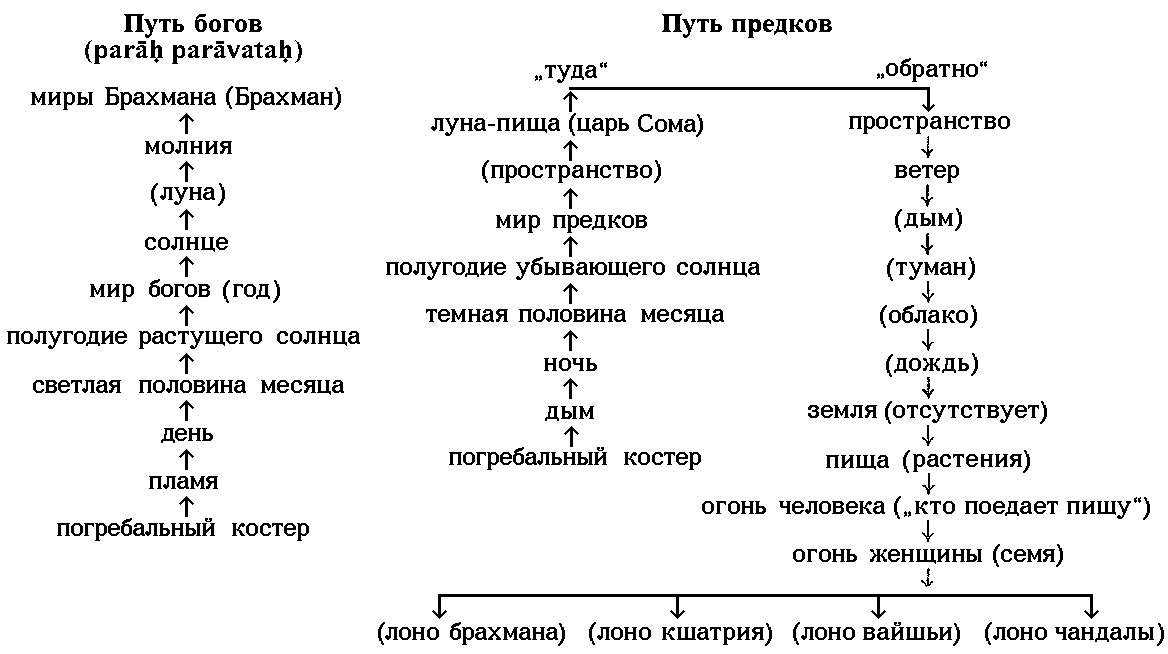 Путь богов
(parāḥ parāvataḥ)
миры Брахмана (Брахман)
молния
(луна)
солнце
мир богов (год)
полугодие растущего солнца
светлая половина месяца
день
пламя
погребальный костер
Путь предков
„туда“
луна-пища (царь Сома)
(пространство)
мир предков
полугодие убывающего солнца
темная половина месяца
ночь
дым
погребальный костер
„обратно“
пространство
ветер
(дым)
(туман)
(облако)
(дождь)
земля (отсутствует)
пища (растения)
огонь человека („кто поедает пищу“)
огонь женщины (семя)
(лоно брахмана) (лоно кшатрия) (лоно вайшьи) (лоно чандалы)